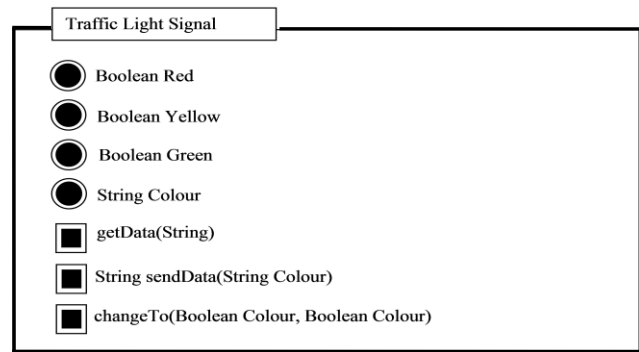 Traffic Light Signal
Boolean Red
Boolean Yellow
Boolean Green
String Colour
getData(String)
String sendData(String Colour)
changeTo(Boolean Colour, Boolean Colour)